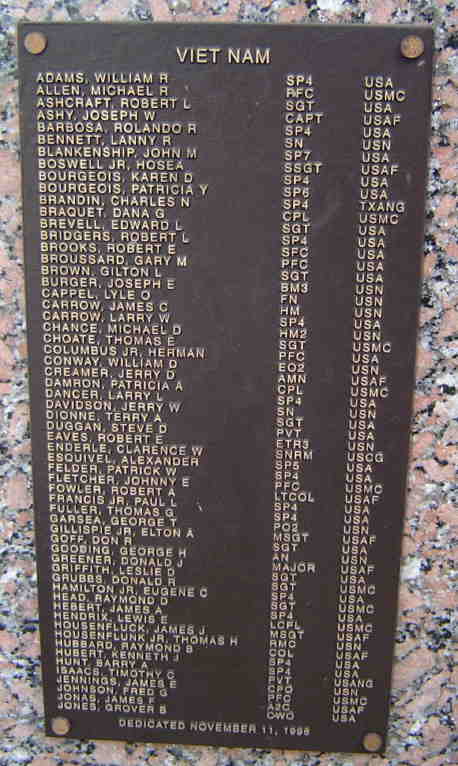 VIET NAM
ADAMS, WILLIAM R SP4 USA
ALLEN, MICHAEL R PFC USMC
ASHCRAFT, ROBERT L SGT USA
ASHY, JOSEPH W CAPT USAF
BARBOSA, ROLANDO R SP4 USA
BENNETT, LANNY R SN USN
BLANKENSHIP, JOHN M SP7 USA
BOSWELL JR, HOSEA SSGT USAF
BOURGEOIS, KAREN D SP4 USA
BOURGEOIS, PATRICIA Y SP6 USA
BRANDIN, CHARLES N SP4 TXANG
BRAQUET, DANA G CPL USMC
BREVELL, EDWARD L SGT USA
BRIDGERS, ROBERT L SP4 USA
BROOKS, ROBERT E SFC USA
BROUSSARD, GARY M PFC USA
BROWN, GILTON L SGT USA
BURGER, JOSEPH E BM3 USN
CAPPEL, LYLE O FN USN
CARROW, JAMES C HM USN
CARROW, LARRY W SP4 USA
CHANCE, MICHAEL D HM2 USN
CHOATE, THOMAS E SGT USMC
COLUMBUS JR, HERMAN PFC USA
CONWAY, WILLIAM D EO2 USN
CREAMER, JERRY D AMN USAF
DAMRON, PATRICIA A CPL USMC
DANCER, LARRY L SP4 USA
DAVIDSON, JERRY W SN USN
DIONNE, TERRY A SGT USA
DUGGAN, STEVE D PVT USA
EAVES, ROBERT E ETR3 USN
ENDERLE, CLARENCE W SNRM USCG
ESQUIVEL, ALEXANDER SP5 USA
FELDER, PATRICK W SP4 USA
FLETCHER, JOHNNY E PFC USMC
FOWLER, ROBERT A LTCOL USAF
FRANCIS JR, PAUL L SP4 USA
FULLER, THOMAS G SP4 USA
GARSEA, GEORGE T PO2 USN
GILLISPIE JR, ELTON A MSGT USAF
GOFF, DON R SGT USA
GOODING, GEORGE H AN USN
GREENER, DONALD J MAJOR USAF
GRIFFITH, LESLIE D SGT USA
GRUBBS, DONALD R SGT USMC
HAMILTON JR, EUGENE C SP4 USA
HEAD, RAYMOND D SGT USMC
HEBERT, JAMES A SP4 USA
HENDRIX, LEWIS E LCPL USMC
HOUSENFLUCK, JAMES J MSGT USAF
HOUSENFLUNK JR, THOMAS H RMC USN
HUBBARD, RAYMOND B COL USAF
HUBERT, KENNETH J SP4 USA
HUNT, BARRY A SP4 USA
ISAACS, TIMOTHY C PVT USANG
JENNINGS, JAMES E CPO USN
JOHNSON, FRED G PFC USMC
JONAS, JAMES F A2C USAF
JONES, GROVER B CWO USA
DEDICATED NOVEMBER 11, 1998